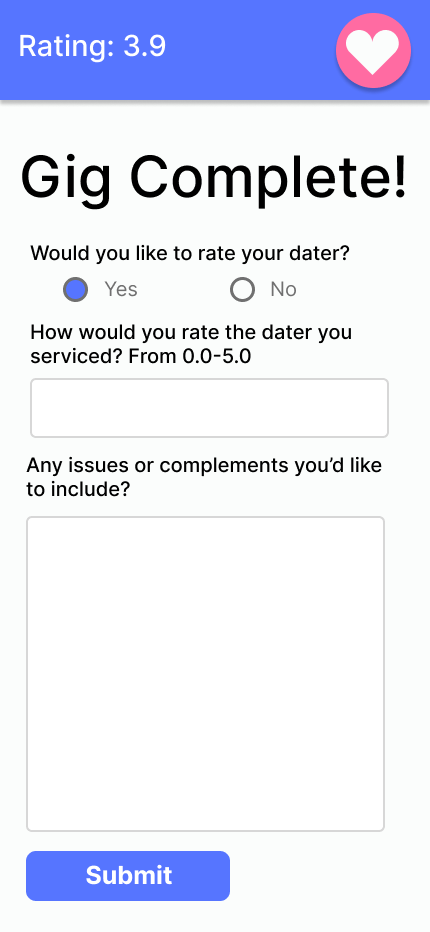 Rating: 3.9
Gig Complete!
Would you like to rate your dater?
Yes No
How would you rate the dater you
serviced? From 0.0-5.0
Any issues or complements you’d like
to include?
Submit